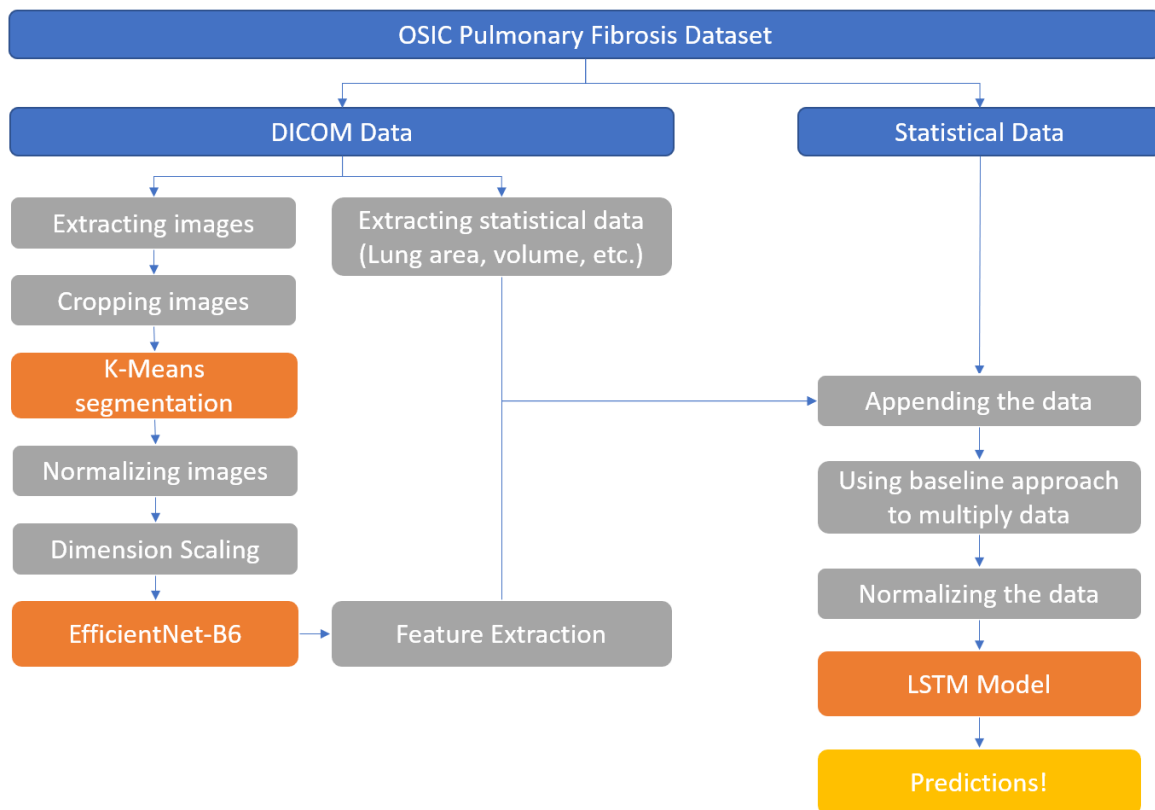 OSIC Pulmonary Fibrosis Dataset
DICOM Data
Statistical Data
Extracting images
Extracting statistical data
(Lung area, volume, etc.)
Cropping images
K-Means
segmentation
Appending the data
Normalizing images
Using baseline approach
to multiply data
Dimension Scaling
Normalizing the data
EfficientNet-B6
Feature Extraction
LSTM Model
Predictions!